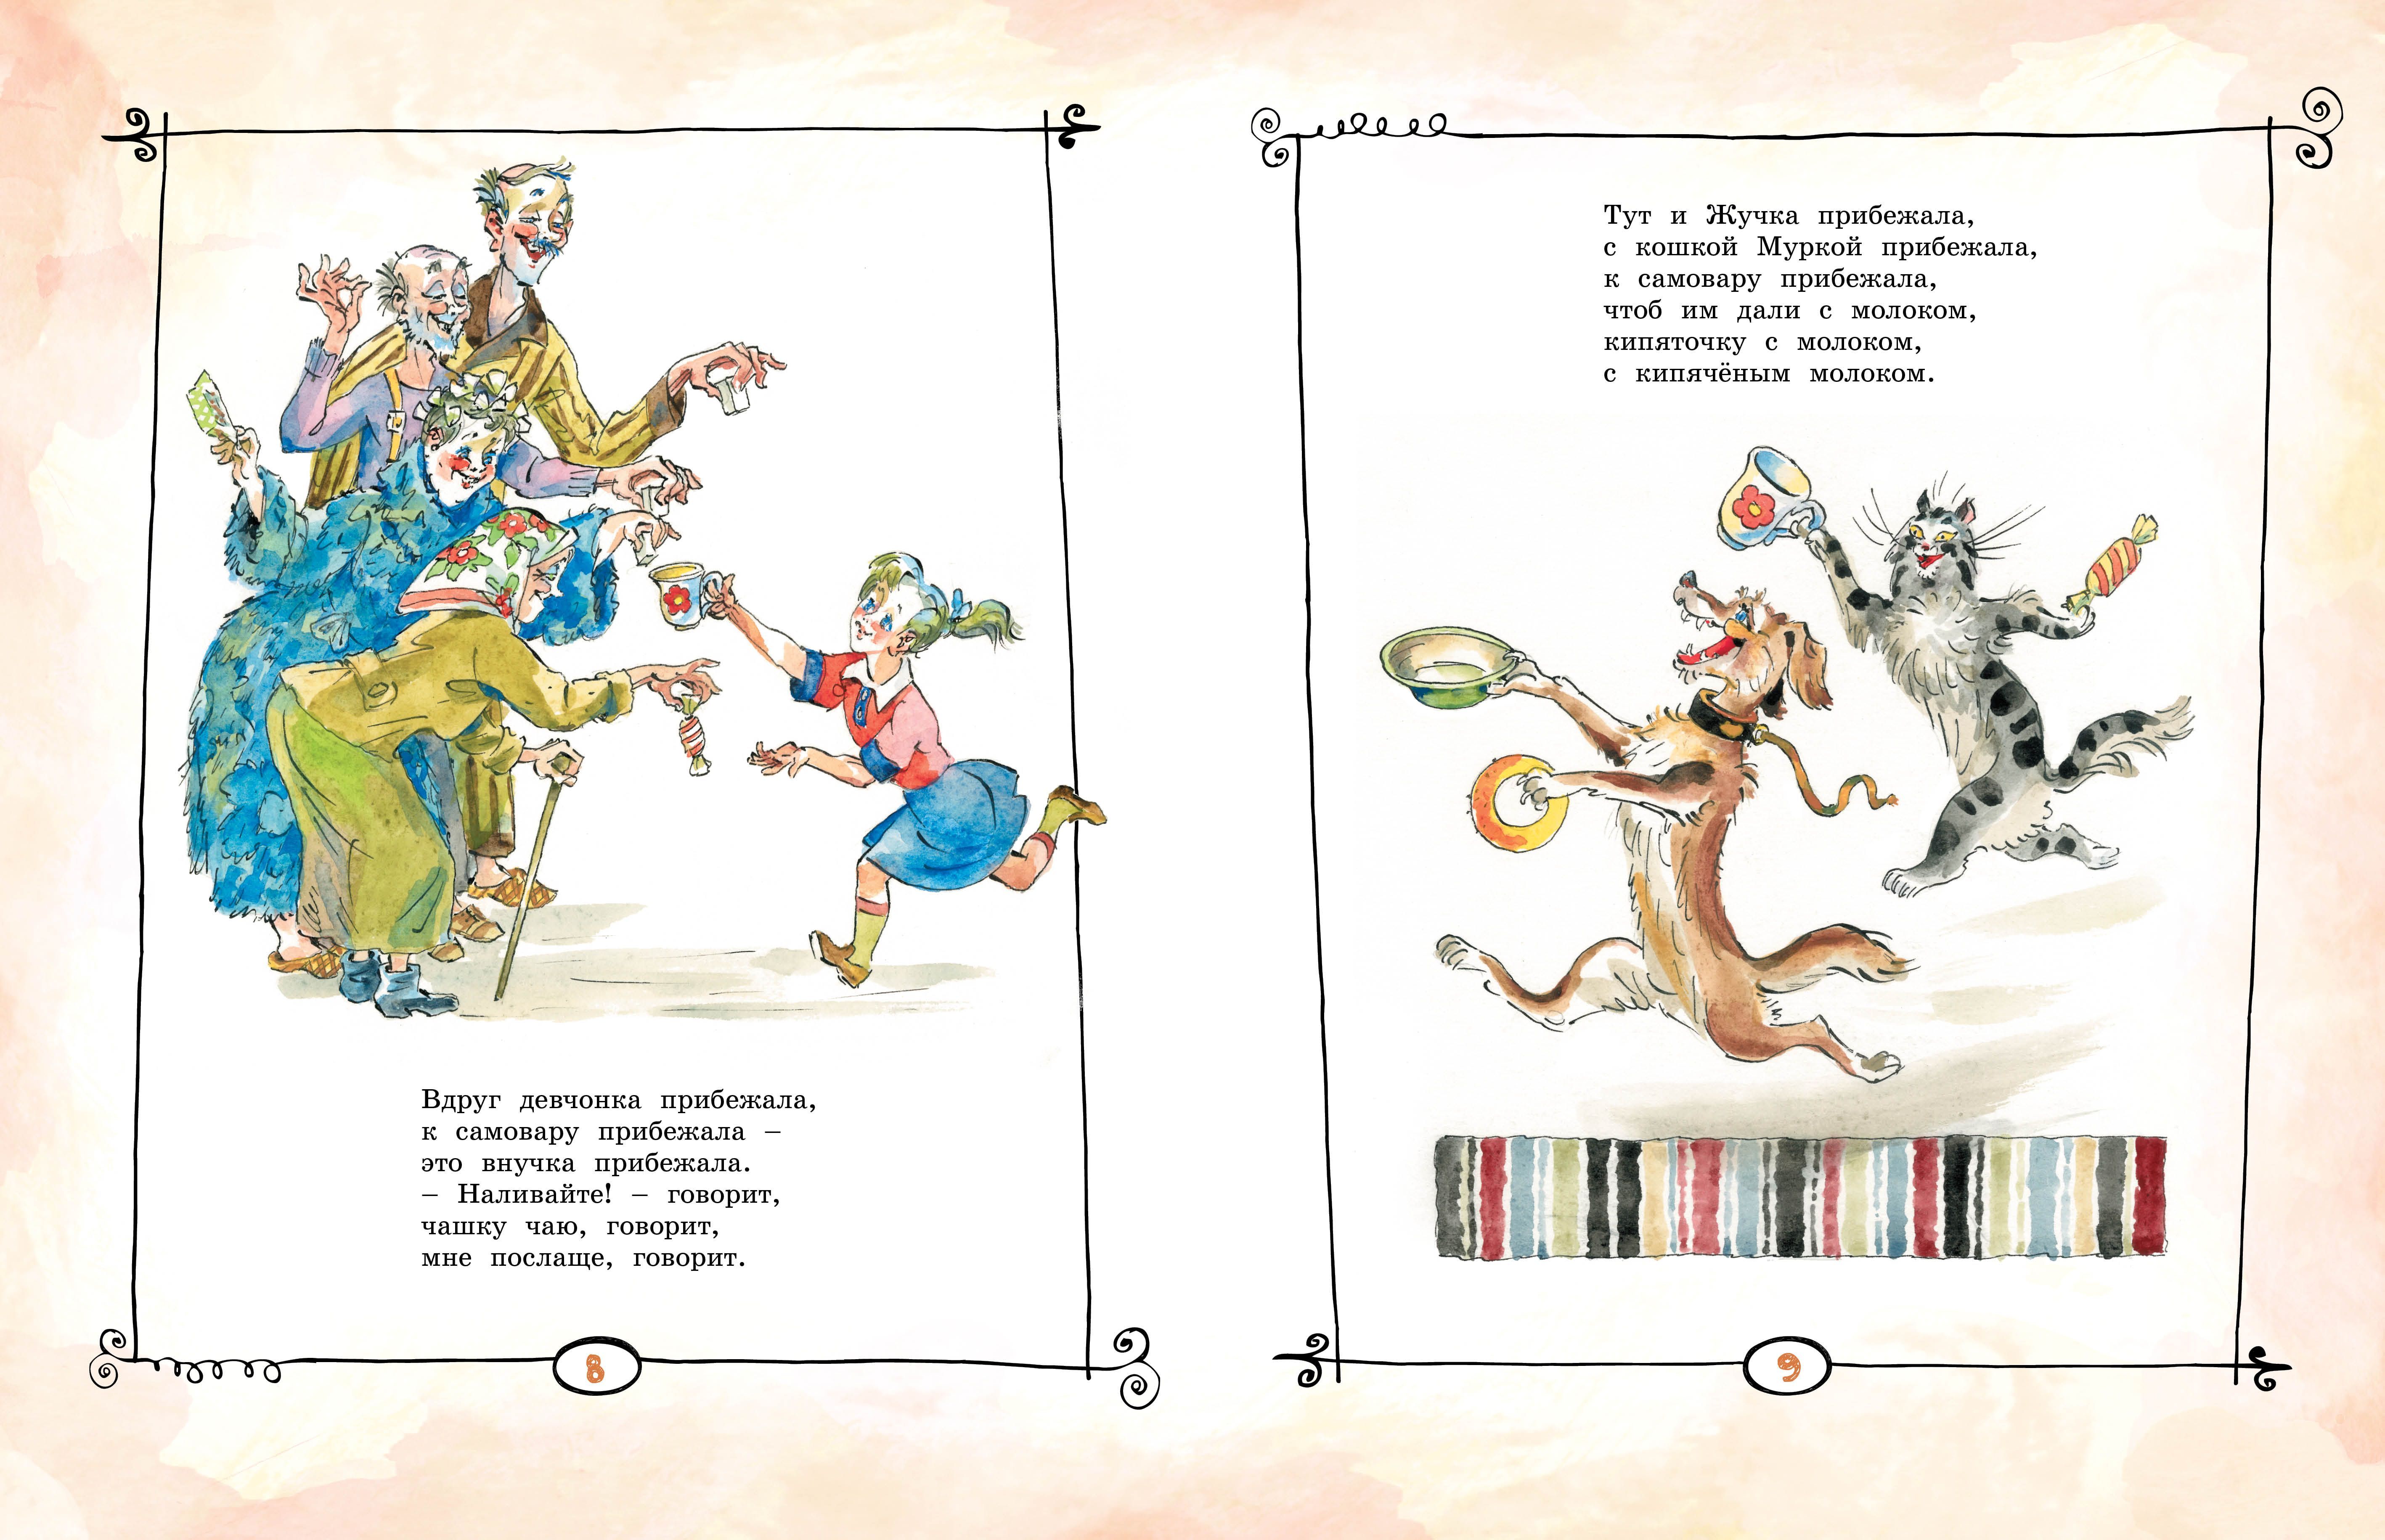 Вдруг девчонка прибежала,
к самовару прибежала –
это внучка прибежала.
– Наливайте! – говорит,
чашку чаю, говорит,
мне послаще, говорит.
8
Тут и Жучка прибежала,
с кошкой Муркой прибежала,
к самовару прибежала,
чтоб им дали с молоком,
кипяточку с молоком,
с кипячёным молоком.
9